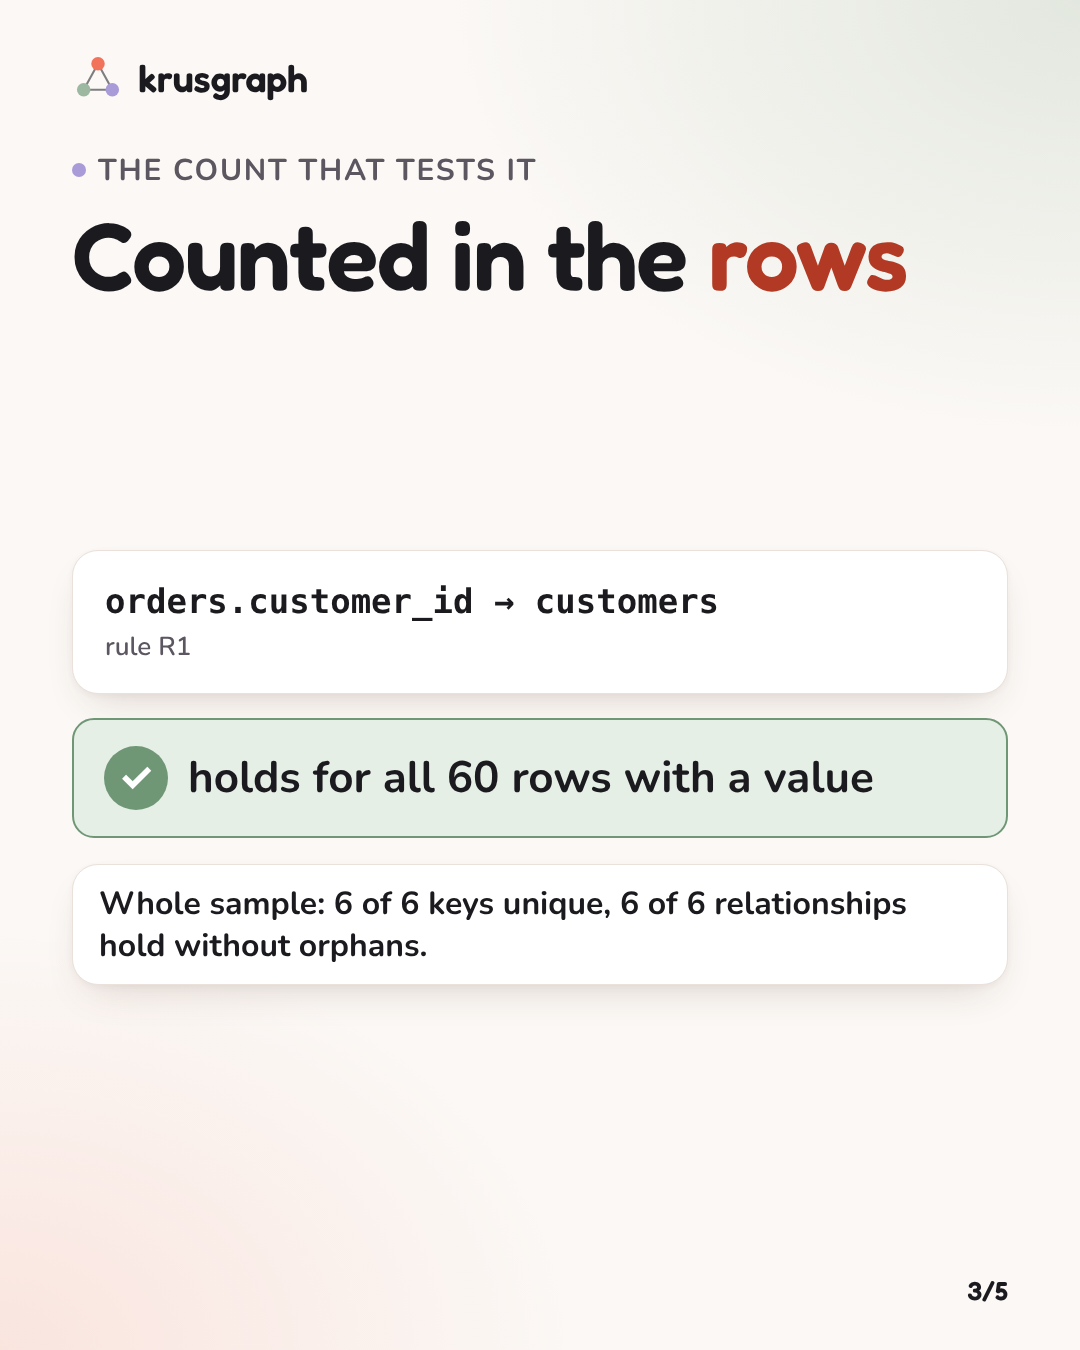 krusgraph
THE COUNT THAT TESTS IT
Counted in the rows
orders.customer_id → customers
rule R1
holds for all 60 rows with a value
Whole sample: 6 of 6 keys unique, 6 of 6 relationships
hold without orphans.
3/5